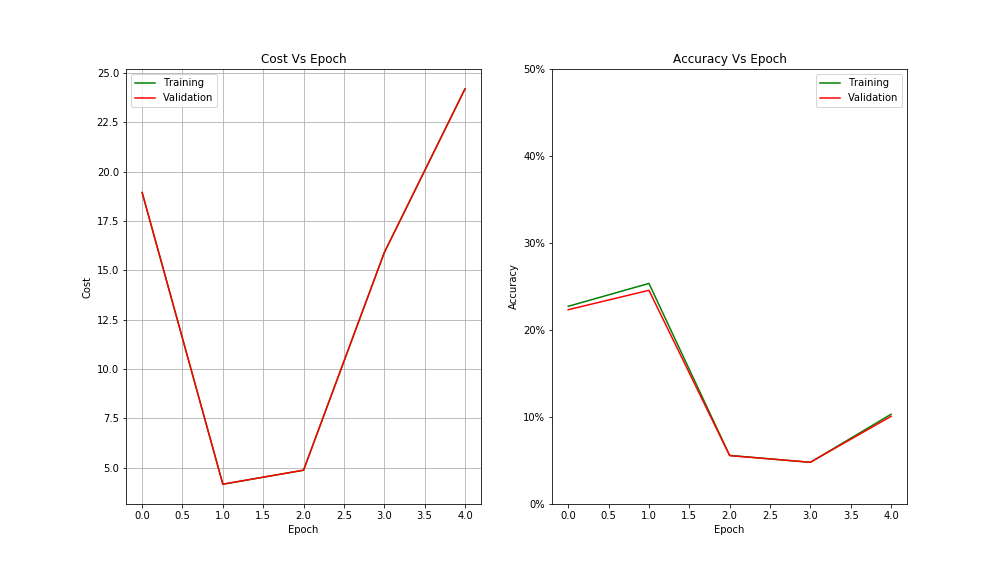 Cost Vs Epoch
Training
Validation
25.0
22.5
20.0
17.5
15.0
12.5
10.0
7.5
5.0
Cost
0.0 0.5 1.0 1.5 2.0 2.5 3.0 3.5 4.0
Epoch
Accuracy Vs Epoch
Training
Validation
50%
40%
30%
20%
10%
0%
Accuracy
0.0 0.5 1.0 1.5 2.0 2.5 3.0 3.5 4.0
Epoch